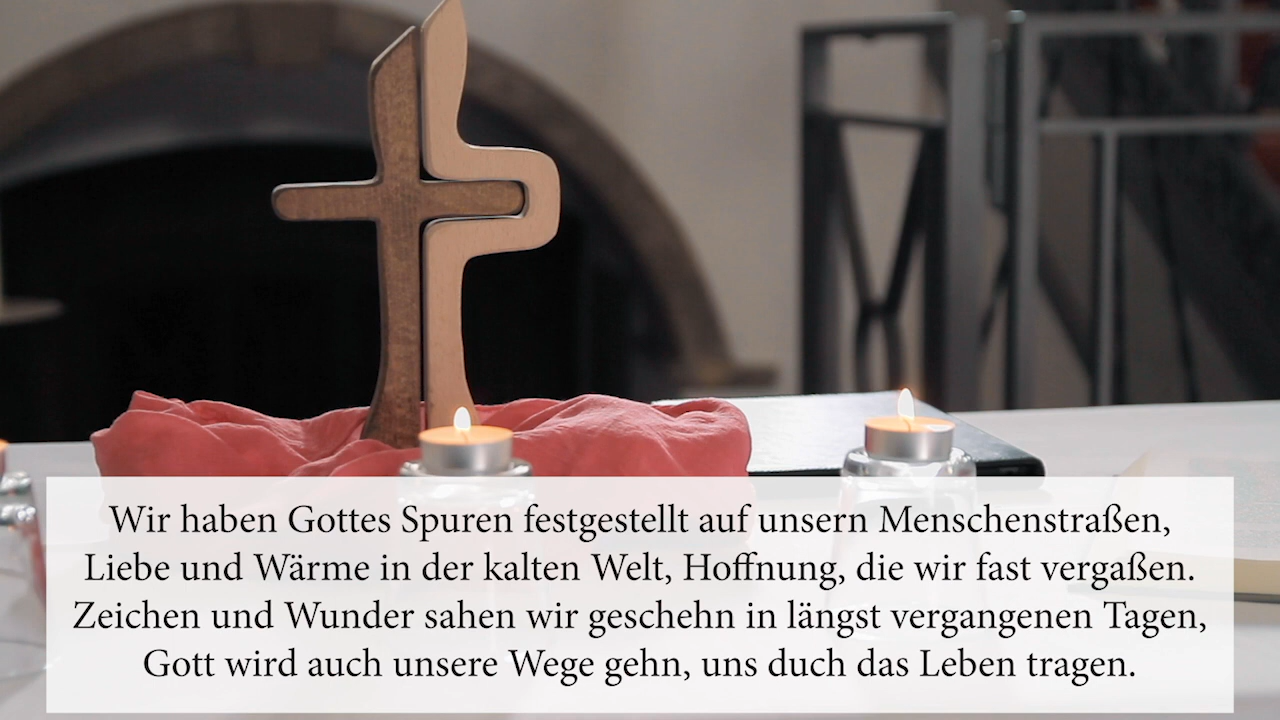 Wir haben Gottes Spuren festgestellt auf unsern Menschenstraßen,
Liebe und Wärme in der kalten Welt, Hoffnung, die wir fast vergaßen.
Zeichen und Wunder sahen wir geschehn in längst vergangenen Tagen,
Gott wird auch unsere Wege gehn, uns duch das Leben tragen.